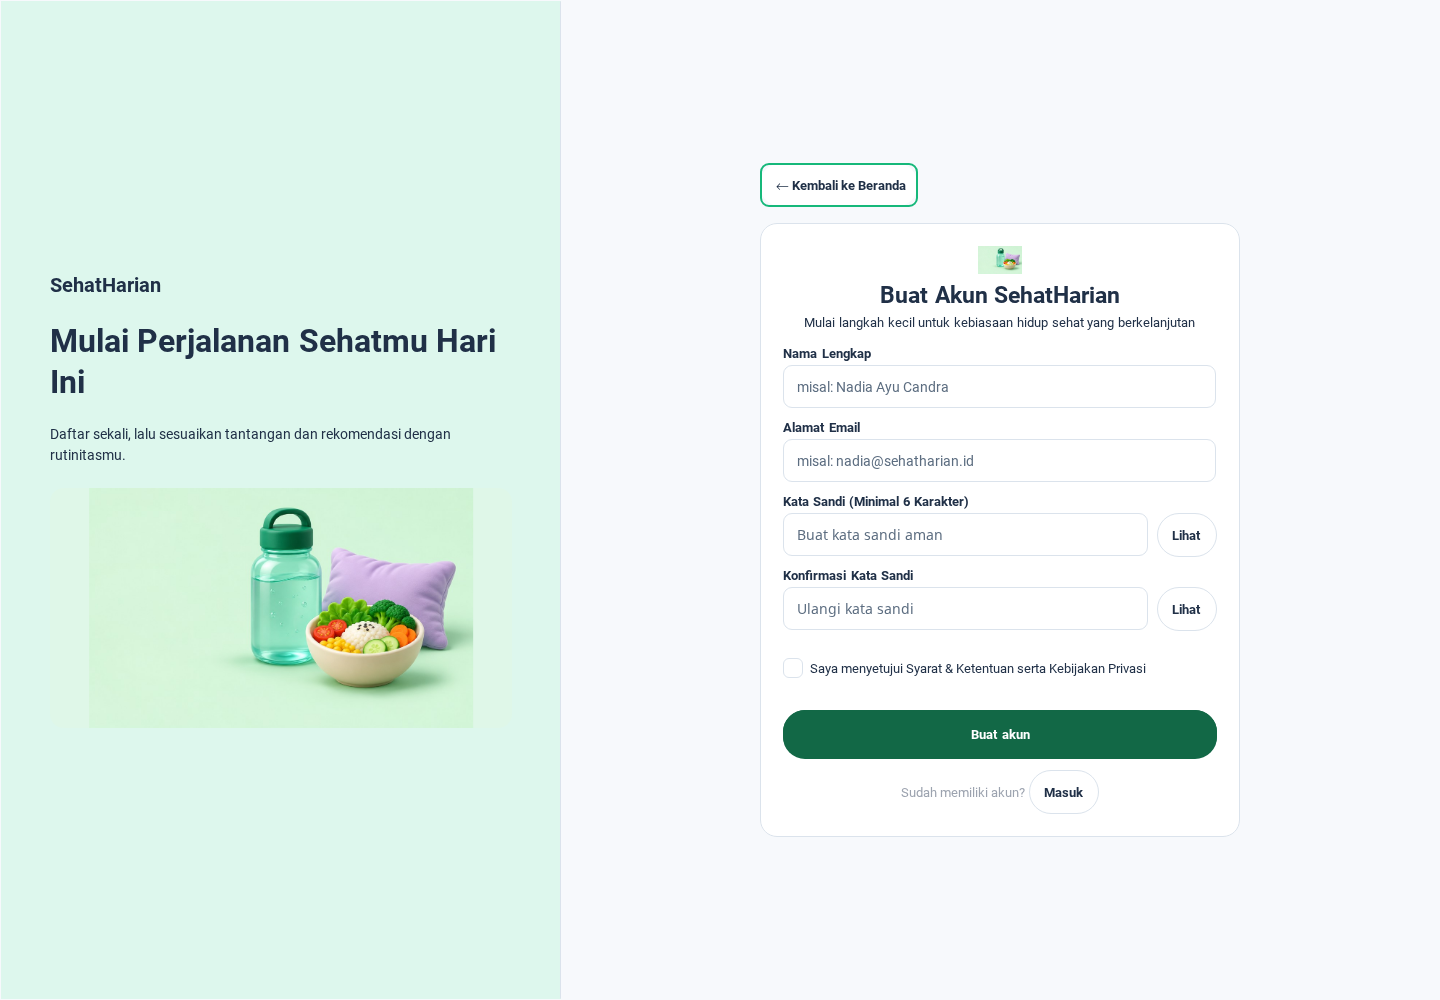 SehatHarian
Mulai Perjalanan Sehatmu Hari
Ini
Daftar sekali, lalu sesuaikan tantangan dan rekomendasi dengan
rutinitasmu.
← Kembali ke Beranda
Buat Akun SehatHarian
Mulai langkah kecil untuk kebiasaan hidup sehat yang berkelanjutan
Nama Lengkap
misal: Nadia Ayu Candra
Alamat Email
misal: nadia@sehatharian.id
Kata Sandi (Minimal 6 Karakter)
Buat kata sandi aman
Lihat
Konfirmasi Kata Sandi
Ulangi kata sandi
Lihat
Saya menyetujui Syarat & Ketentuan serta Kebijakan Privasi
Buat akun
Sudah memiliki akun? Masuk